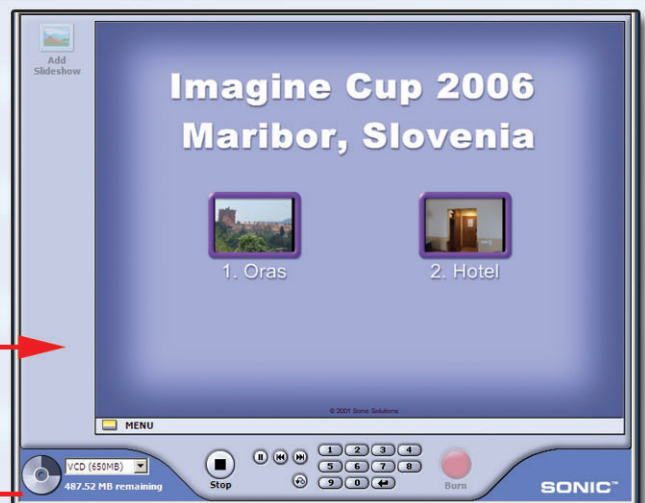 Add
Slideshow
Imagine Cup 2006
Maribor, Slovenia
1. Oras
2. Hotel
© 2001 Sonic Solutions
MENU
VCD (650MB)
487.52 MB remaining
Stop
1 2 3 4
5 6 7 8
9 0
Burn
SONIC™